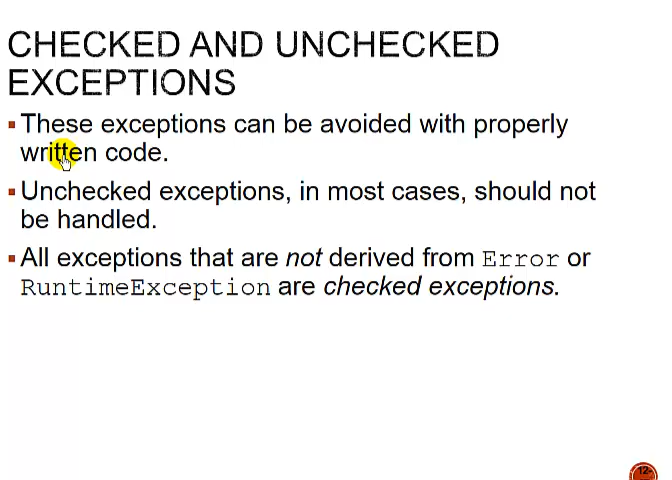 CHECKED AND UNCHECKED
EXCEPTIONS
▪These exceptions can be avoided with properly
written code.
▪Unchecked exceptions, in most cases, should not
be handled.
▪All exceptions that are not derived from Error or
RuntimeException are checked exceptions.
12-